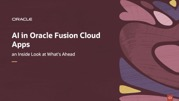 ORACLE
AI in Oracle Fusion Cloud
Apps
an Inside Look at What's Ahead